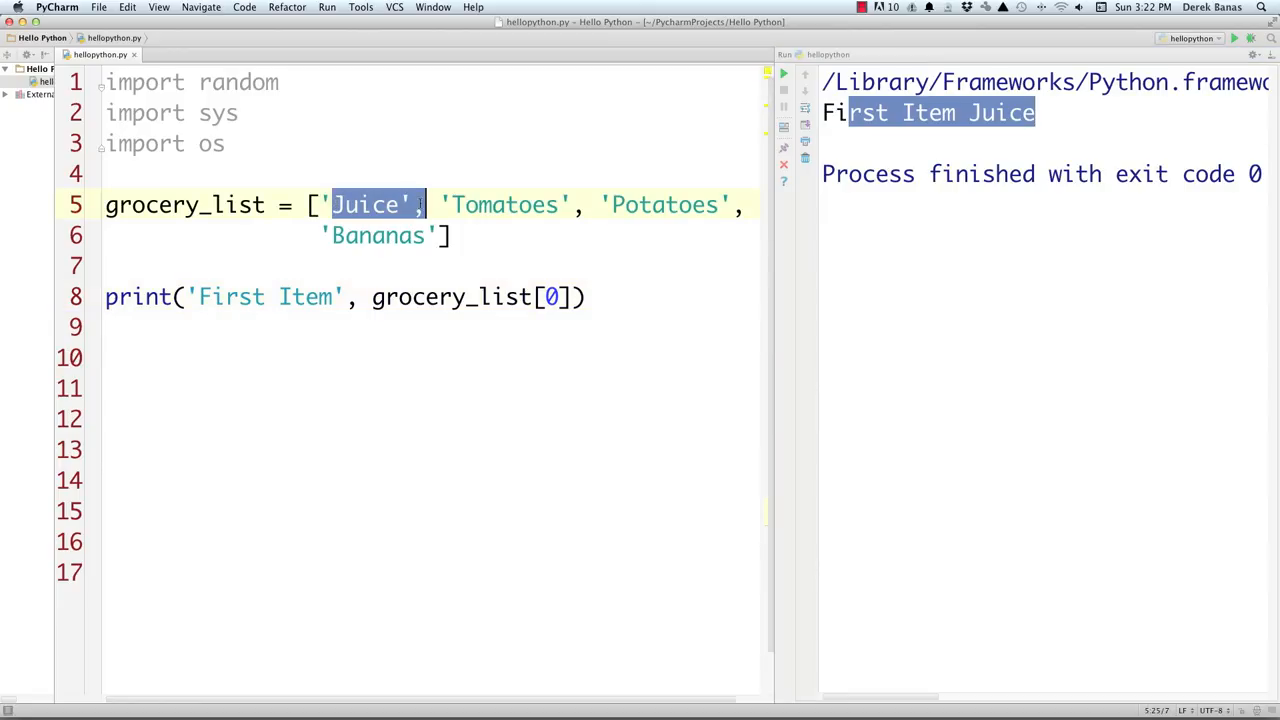 PyCharm File Edit View Navigate Code Refactor Run Tools VCS Window Help 10 Sun 3:22 PM Derek Banas
hellopython.py – Hello Python – [~/PycharmProjects/Hello Python]
Hello Python hellopython.py hellopython
hellopython.py Run hellopython
Hello P
hell
Externa
1 import random
2 import sys
3 import os
4
5 grocery_list = ['Juice', 'Tomatoes', 'Potatoes',
6 'Bananas']
7
8 print('First Item', grocery_list[0])
9
10
11
12
13
14
15
16
17
/Library/Frameworks/Python.framewo
First Item Juice
Process finished with exit code 0
5:25/7 LF UTF-8